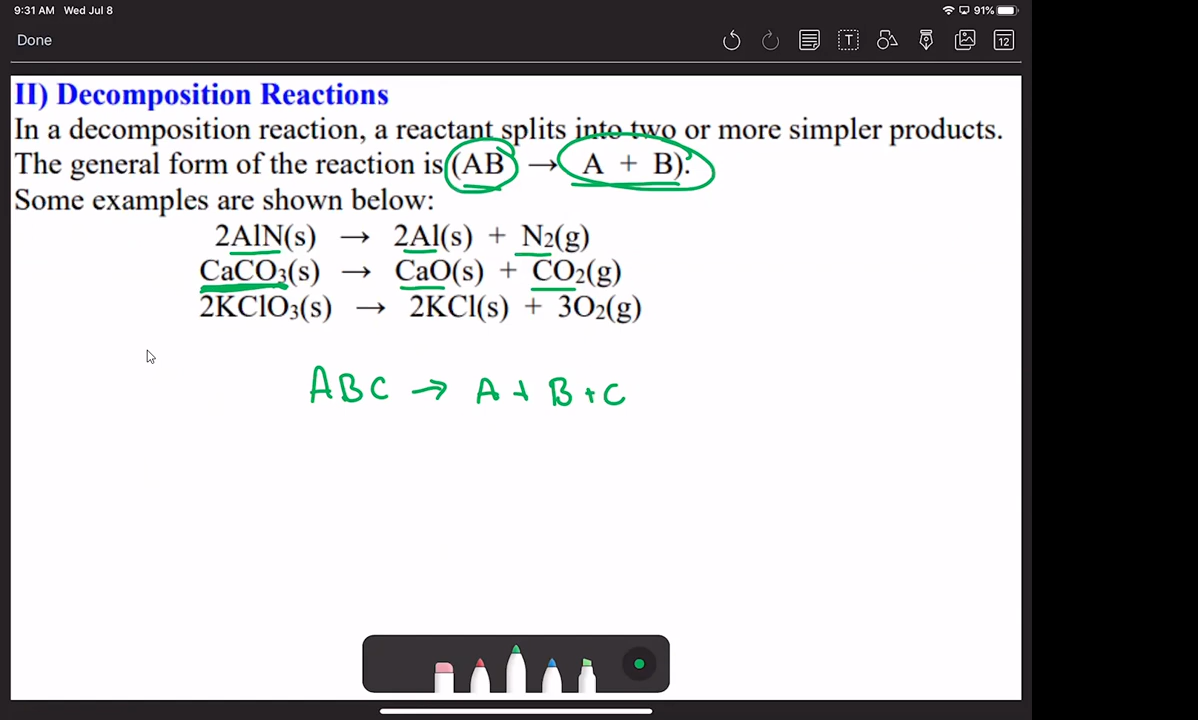 9:31 AM Wed Jul 8
91%
Done
12
II) Decomposition Reactions
In a decomposition reaction, a reactant splits into two or more simpler products.
The general form of the reaction is (AB → A + B).
Some examples are shown below:
2AlN(s) → 2Al(s) + N₂(g)
CaCO₃(s) → CaO(s) + CO₂(g)
2KClO₃(s) → 2KCl(s) + 3O₂(g)
ABC → A + B + C